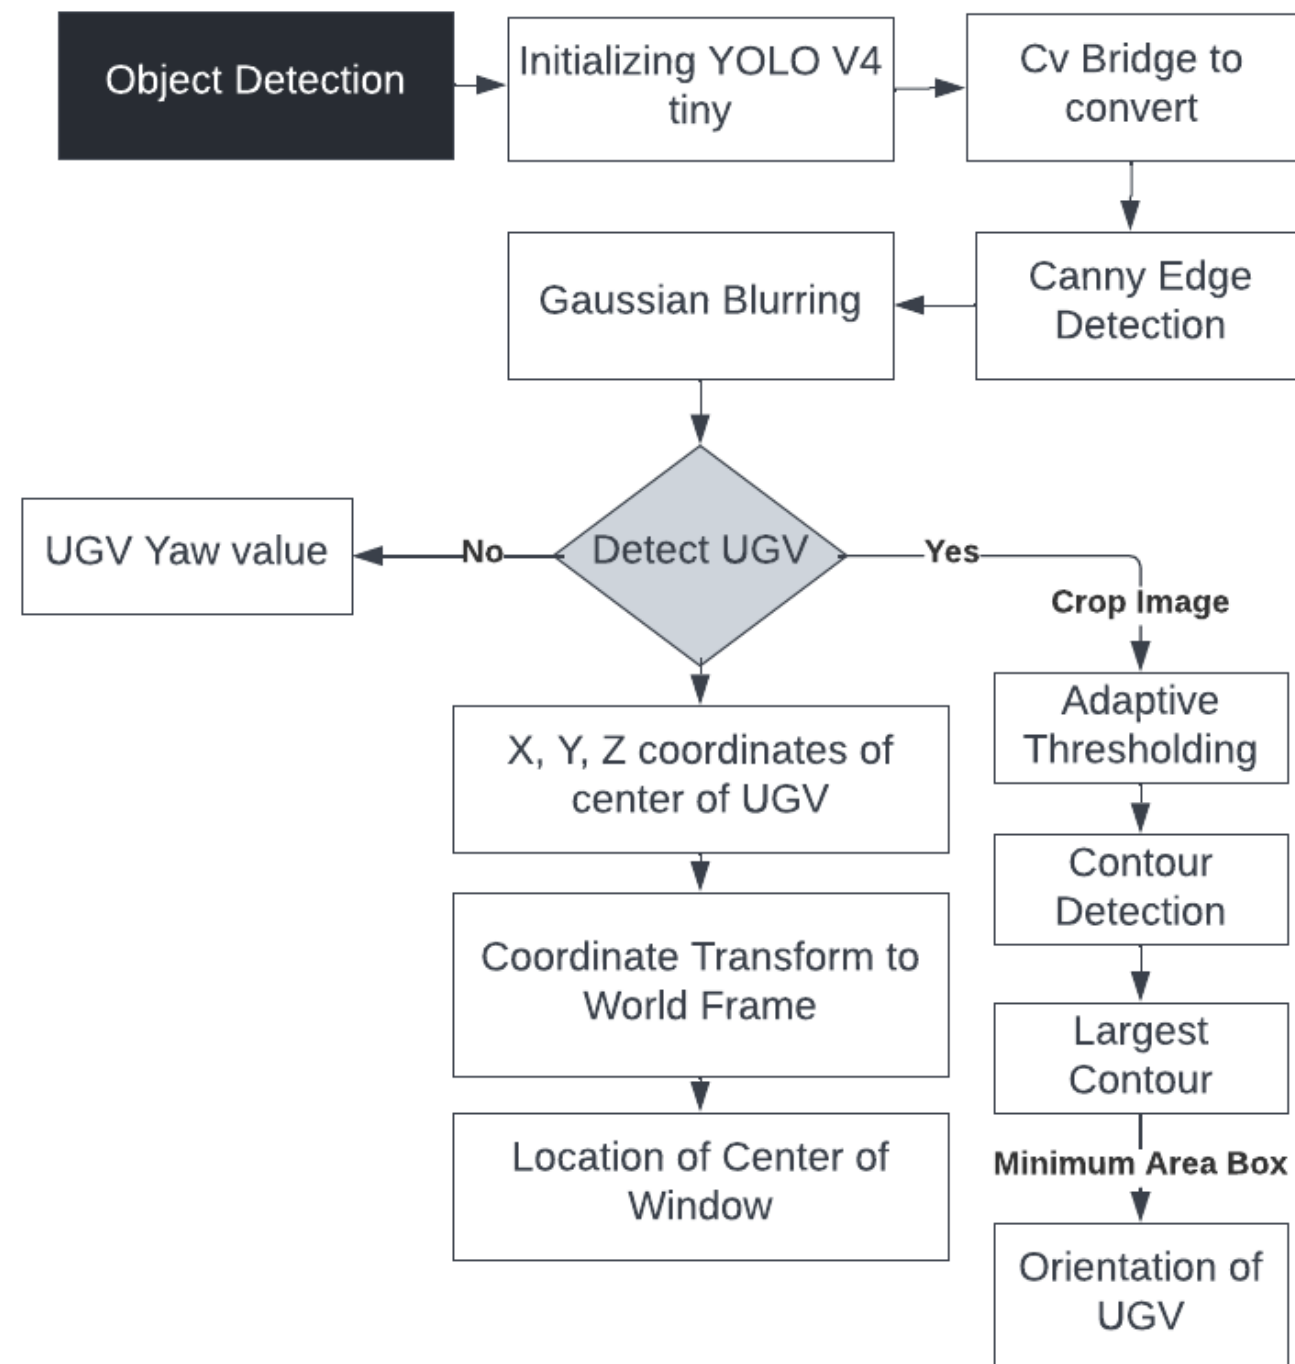 Object Detection
Initializing YOLO V4
tiny
Cv Bridge to
convert
Canny Edge
Detection
Gaussian Blurring
Detect UGV
No
UGV Yaw value
Yes
Crop Image
Adaptive
Thresholding
Contour
Detection
Largest
Contour
Minimum Area Box
Orientation of
UGV
X, Y, Z coordinates of
center of UGV
Coordinate Transform to
World Frame
Location of Center of
Window